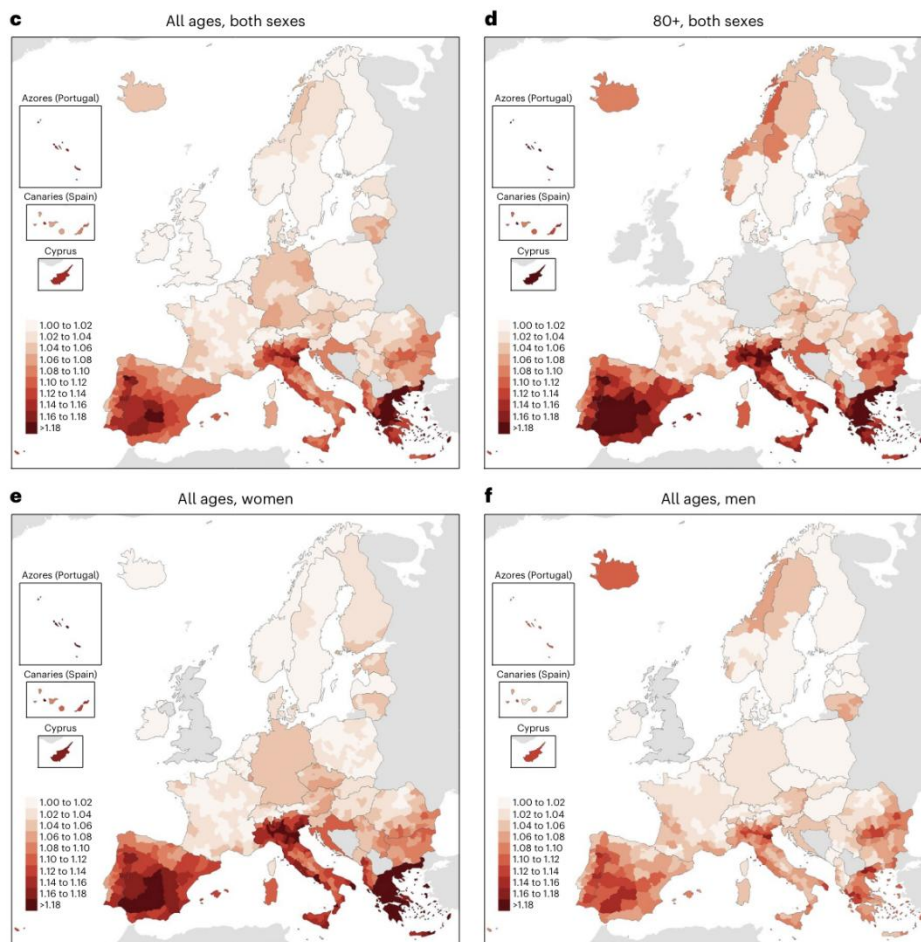 c All ages, both sexes
Azores (Portugal)
Canaries (Spain)
Cyprus
1.00 to 1.02
1.02 to 1.04
1.04 to 1.06
1.06 to 1.08
1.08 to 1.10
1.10 to 1.12
1.12 to 1.14
1.14 to 1.16
1.16 to 1.18
>1.18
d 80+, both sexes
Azores (Portugal)
Canaries (Spain)
Cyprus
1.00 to 1.02
1.02 to 1.04
1.04 to 1.06
1.06 to 1.08
1.08 to 1.10
1.10 to 1.12
1.12 to 1.14
1.14 to 1.16
1.16 to 1.18
>1.18
e All ages, women
Azores (Portugal)
Canaries (Spain)
Cyprus
1.00 to 1.02
1.02 to 1.04
1.04 to 1.06
1.06 to 1.08
1.08 to 1.10
1.10 to 1.12
1.12 to 1.14
1.14 to 1.16
1.16 to 1.18
>1.18
f All ages, men
Azores (Portugal)
Canaries (Spain)
Cyprus
1.00 to 1.02
1.02 to 1.04
1.04 to 1.06
1.06 to 1.08
1.08 to 1.10
1.10 to 1.12
1.12 to 1.14
1.14 to 1.16
1.16 to 1.18
>1.18